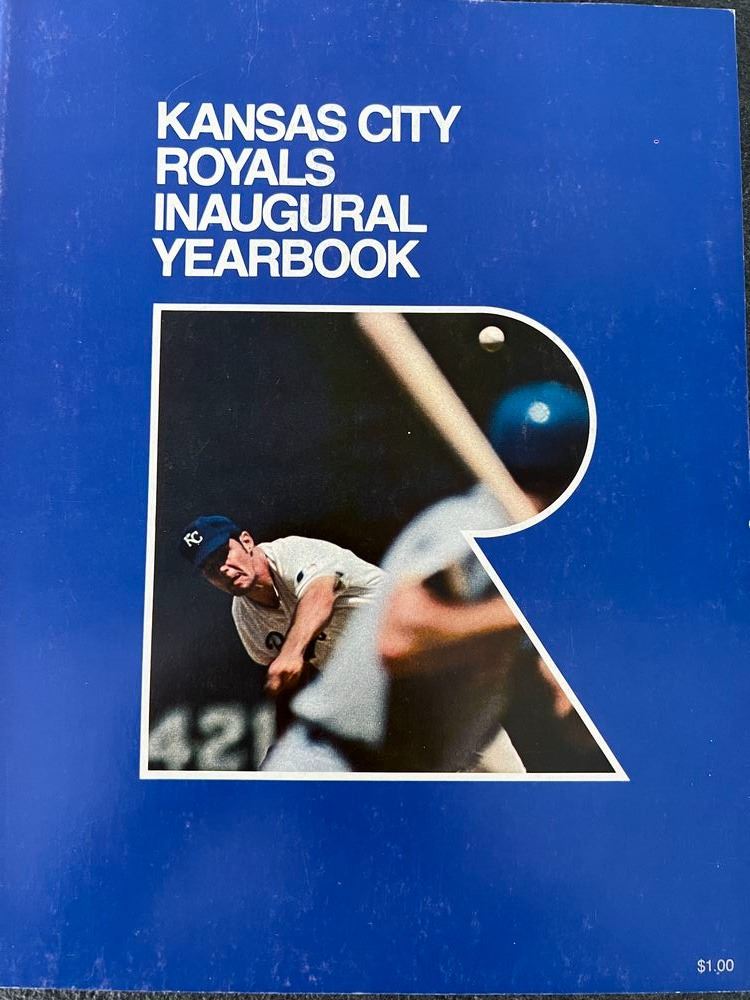 KANSAS CITY
ROYALS
INAUGURAL
YEARBOOK
KC
421
$1.00